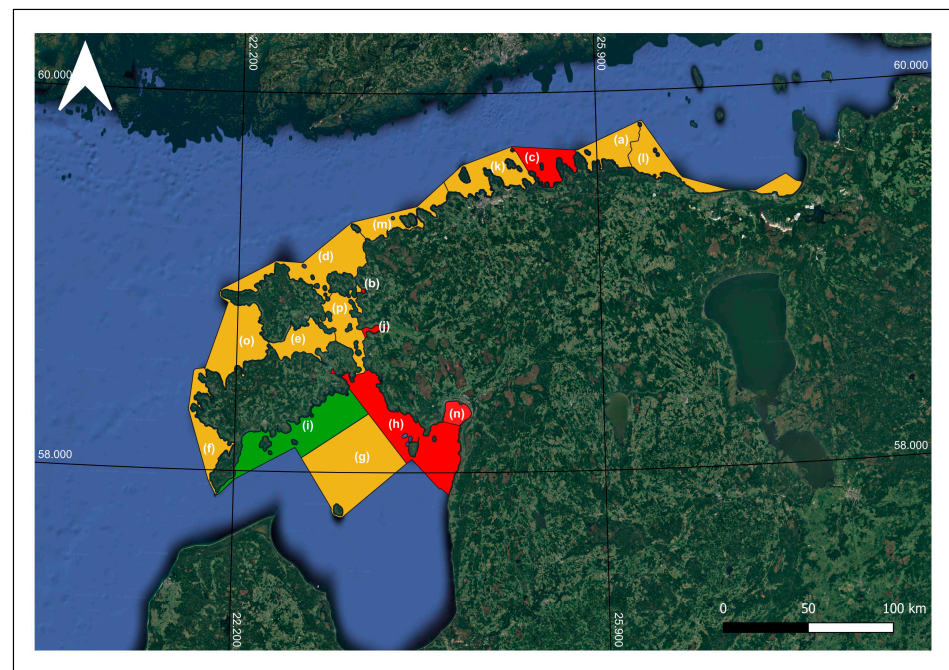 22.200
25.900
60.000
60.000
(a)
(c)
(k)
(l)
(m)
(d)
(b)
(p)
(j)
(e)
(o)
(n)
(i)
(h)
(f)
(g)
58.000
58.000
22.200
25.900
0 50 100 km